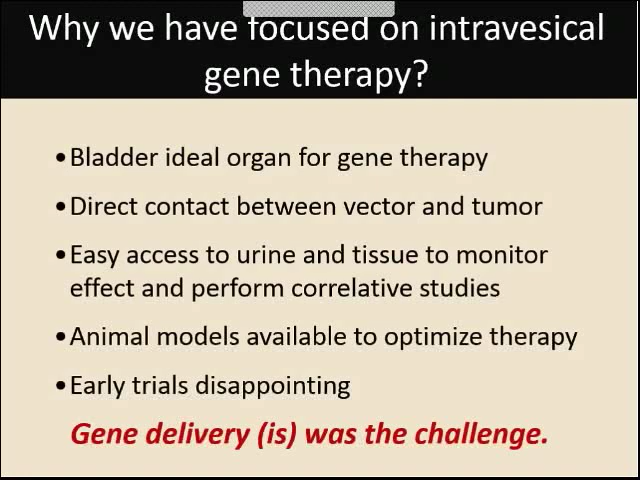 Why we have focused on intravesical
gene therapy?
•Bladder ideal organ for gene therapy
•Direct contact between vector and tumor
•Easy access to urine and tissue to monitor
effect and perform correlative studies
•Animal models available to optimize therapy
•Early trials disappointing
Gene delivery (is) was the challenge.